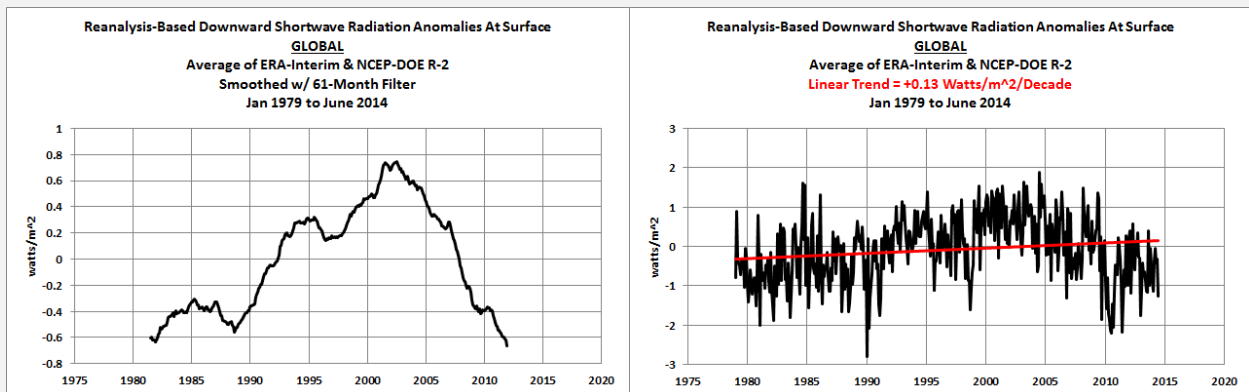 Reanalysis-Based Downward Shortwave Radiation Anomalies At Surface
GLOBAL
Average of ERA-Interim & NCEP-DOE R-2
Smoothed w/ 61-Month Filter
Jan 1979 to June 2014
watts/m^2
1
0.8
0.6
0.4
0.2
0
-0.2
-0.4
-0.6
-0.8
1975 1980 1985 1990 1995 2000 2005 2010 2015 2020
Reanalysis-Based Downward Shortwave Radiation Anomalies At Surface
GLOBAL
Average of ERA-Interim & NCEP-DOE R-2
Linear Trend = +0.13 Watts/m^2/Decade
Jan 1979 to June 2014
watts/m^2
3
2
1
0
-1
-2
-3
1975 1980 1985 1990 1995 2000 2005 2010 2015 2020